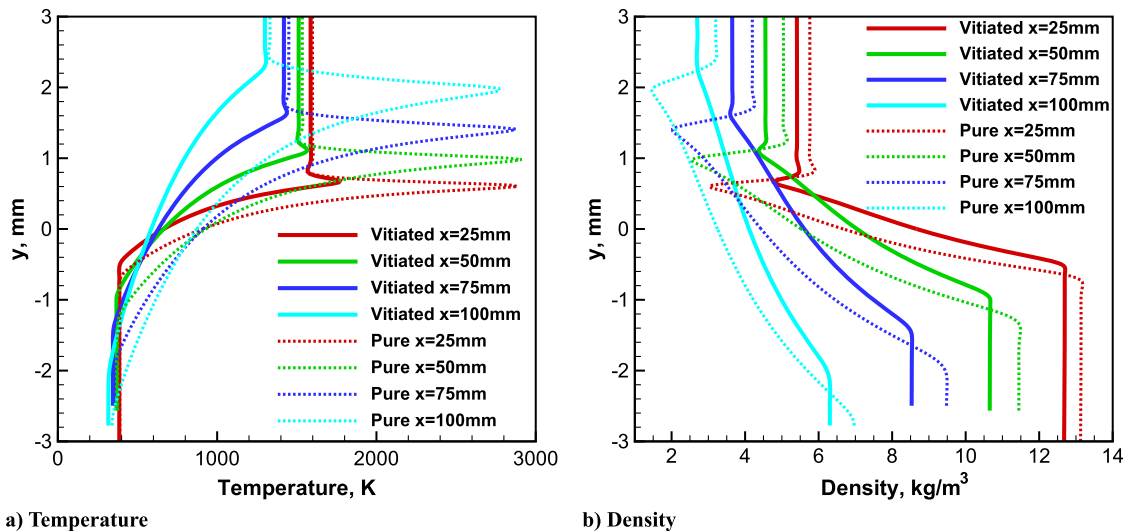 3
2
1
0
-1
-2
-3
y, mm
0
1000
2000
3000
Temperature, K
Vitiated x=25mm
Vitiated x=50mm
Vitiated x=75mm
Vitiated x=100mm
Pure x=25mm
Pure x=50mm
Pure x=75mm
Pure x=100mm
a) Temperature
3
2
1
0
-1
-2
-3
y, mm
2
4
6
8
10
12
14
Density, kg/m³
Vitiated x=25mm
Vitiated x=50mm
Vitiated x=75mm
Vitiated x=100mm
Pure x=25mm
Pure x=50mm
Pure x=75mm
Pure x=100mm
b) Density